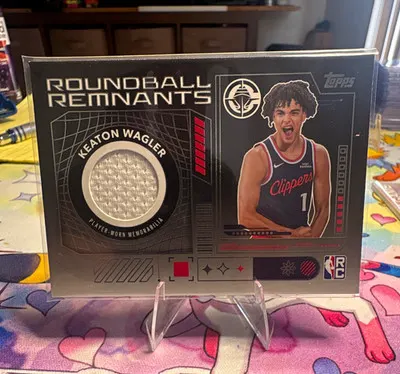 ROUNDBALL
REMNANTS
topps
KEATON WAGLER
PLAYER-WORN MEMORABILIA
Clippers
1
RC